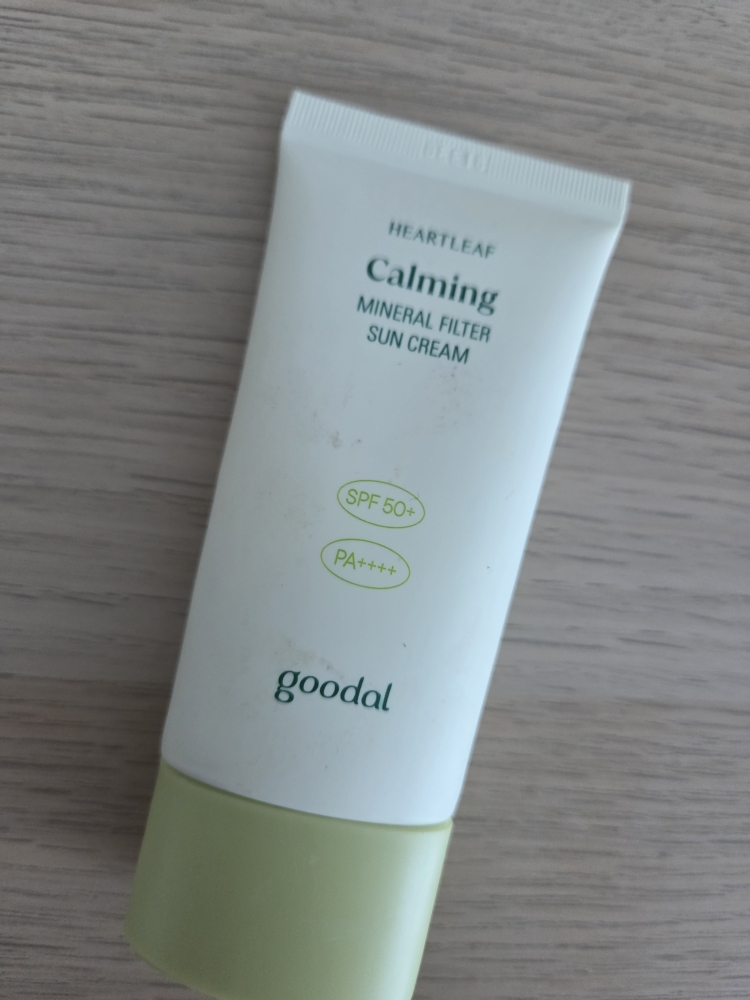 HEARTLEAF
Calming
MINERAL FILTER
SUN CREAM
SPF 50+
PA++++
goodal